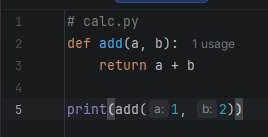 1 # calc.py
2 def add(a, b): 1 usage
3     return a + b
4
5 print(add( a: 1, b: 2))